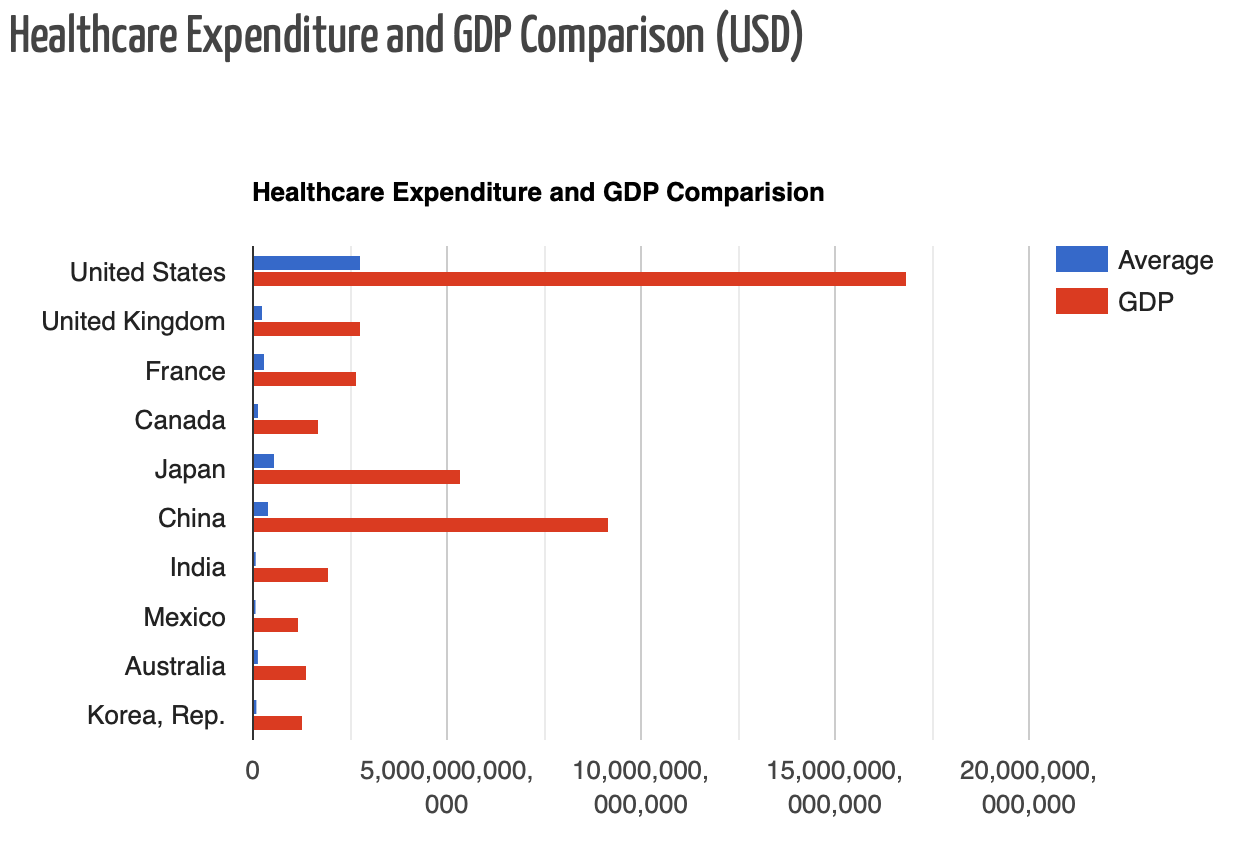 Healthcare Expenditure and GDP Comparison (USD)
Healthcare Expenditure and GDP Comparision
Average
GDP
United States
United Kingdom
France
Canada
Japan
China
India
Mexico
Australia
Korea, Rep.
0
5,000,000,000,
000
10,000,000,
000,000
15,000,000,
000,000
20,000,000,
000,000